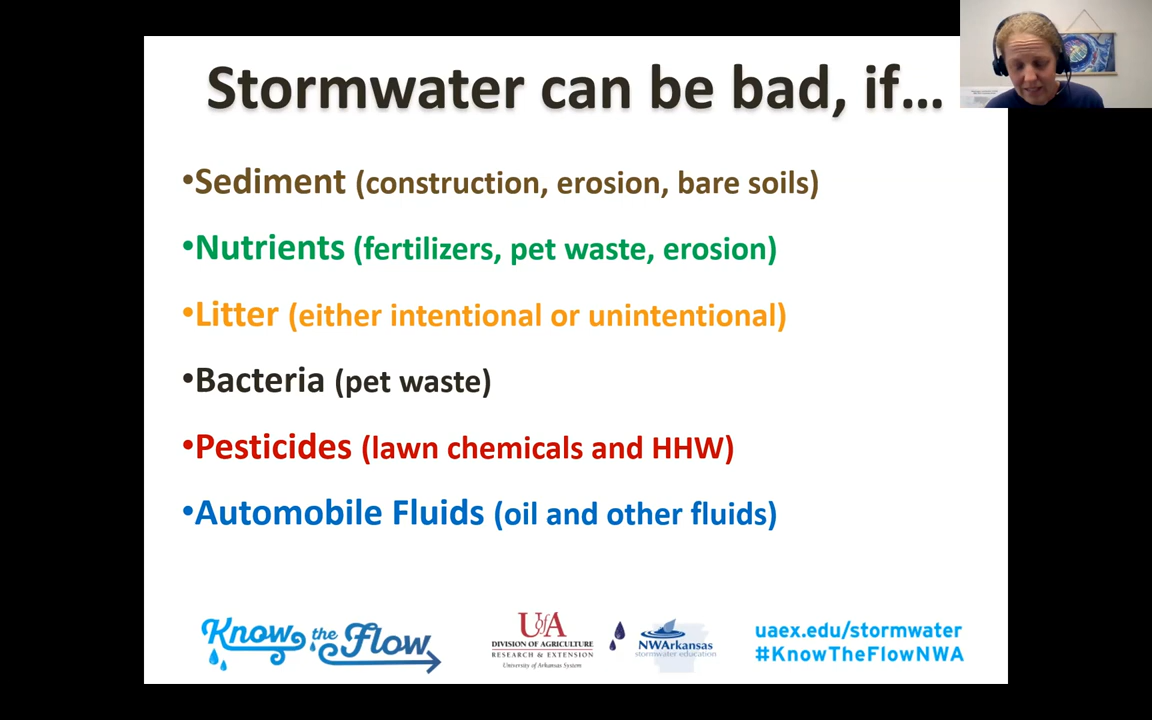 Stormwater can be bad, if...
•Sediment (construction, erosion, bare soils)
•Nutrients (fertilizers, pet waste, erosion)
•Litter (either intentional or unintentional)
•Bacteria (pet waste)
•Pesticides (lawn chemicals and HHW)
•Automobile Fluids (oil and other fluids)
Know the Flow
UofA
DIVISION OF AGRICULTURE
RESEARCH & EXTENSION
University of Arkansas System
NWArkansas
stormwater education
uaex.edu/stormwater
#KnowTheFlowNWA